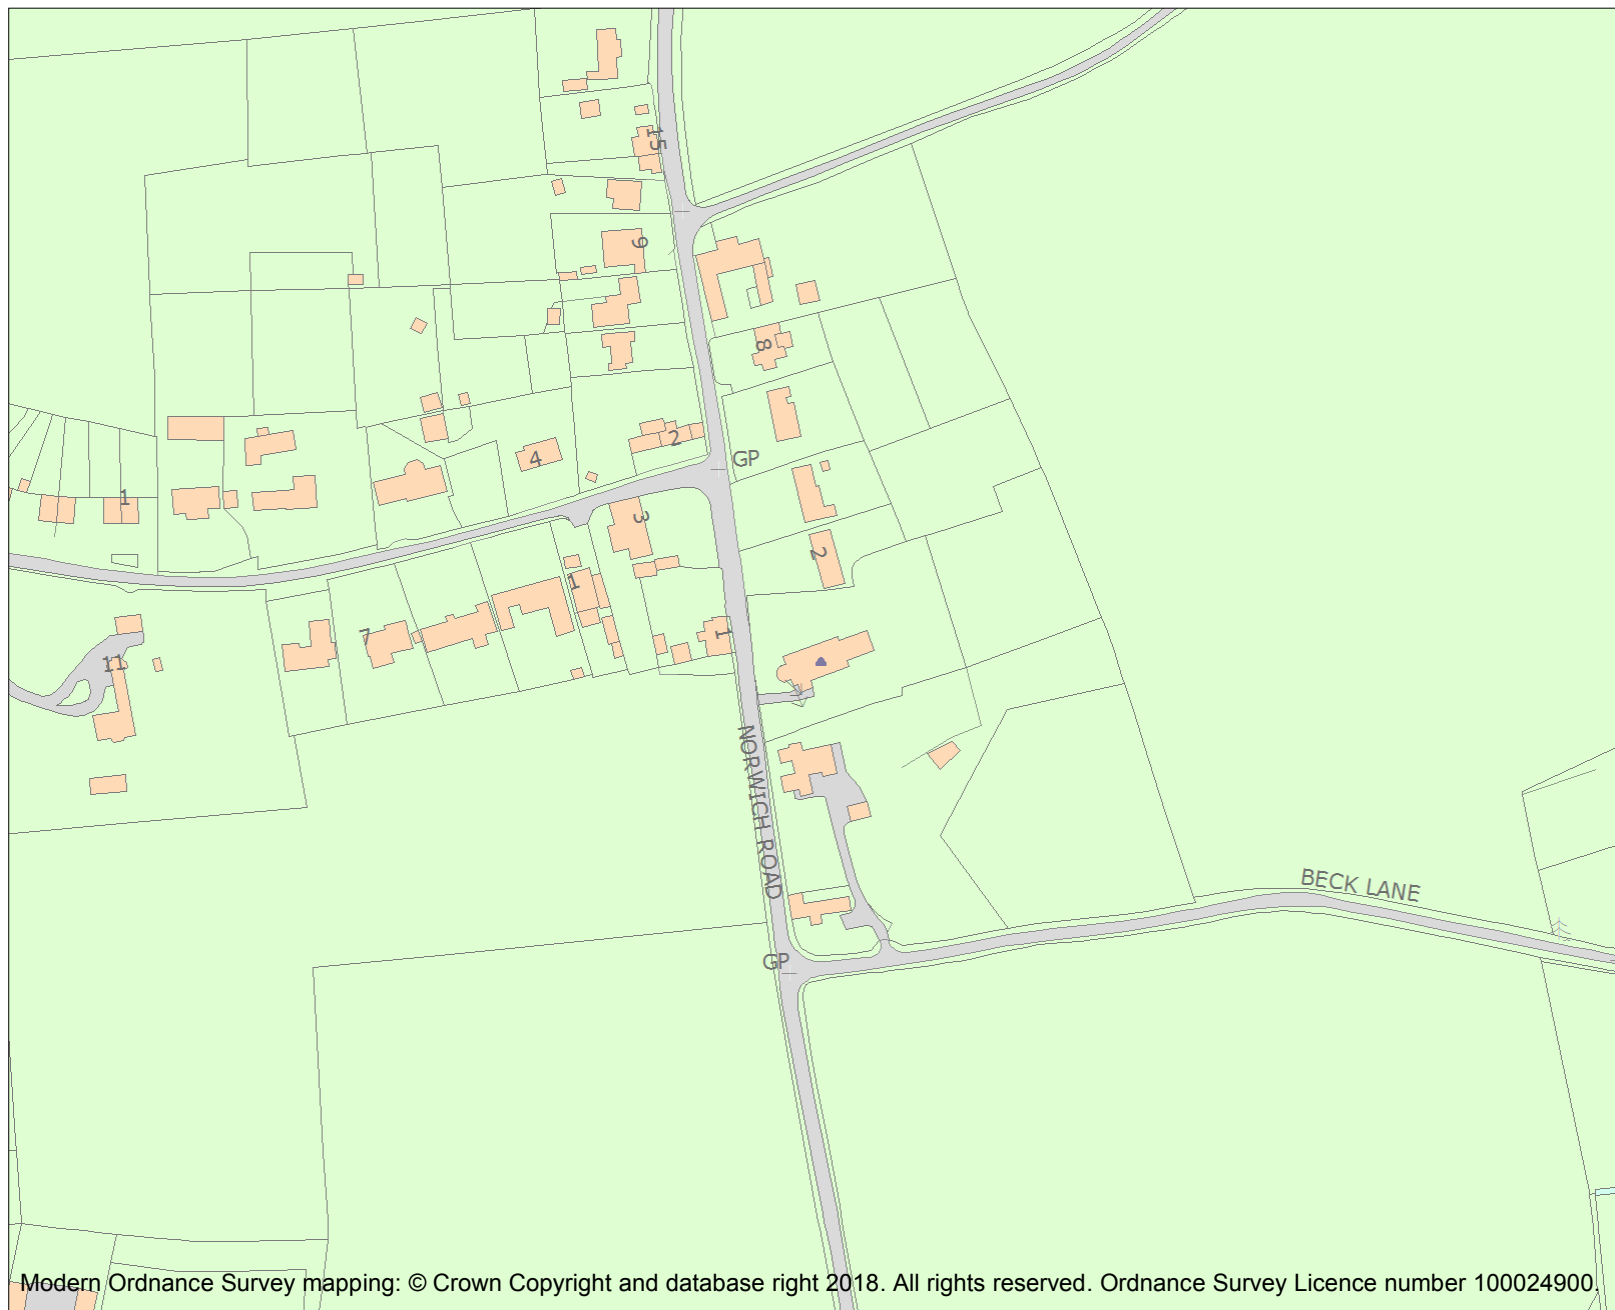 15
9
8
2
GP
4
1
3
2
1
7
1
11
NORWICH ROAD
BECK LANE
GP
Modern Ordnance Survey mapping: © Crown Copyright and database right 2018. All rights reserved. Ordnance Survey Licence number 100024900.